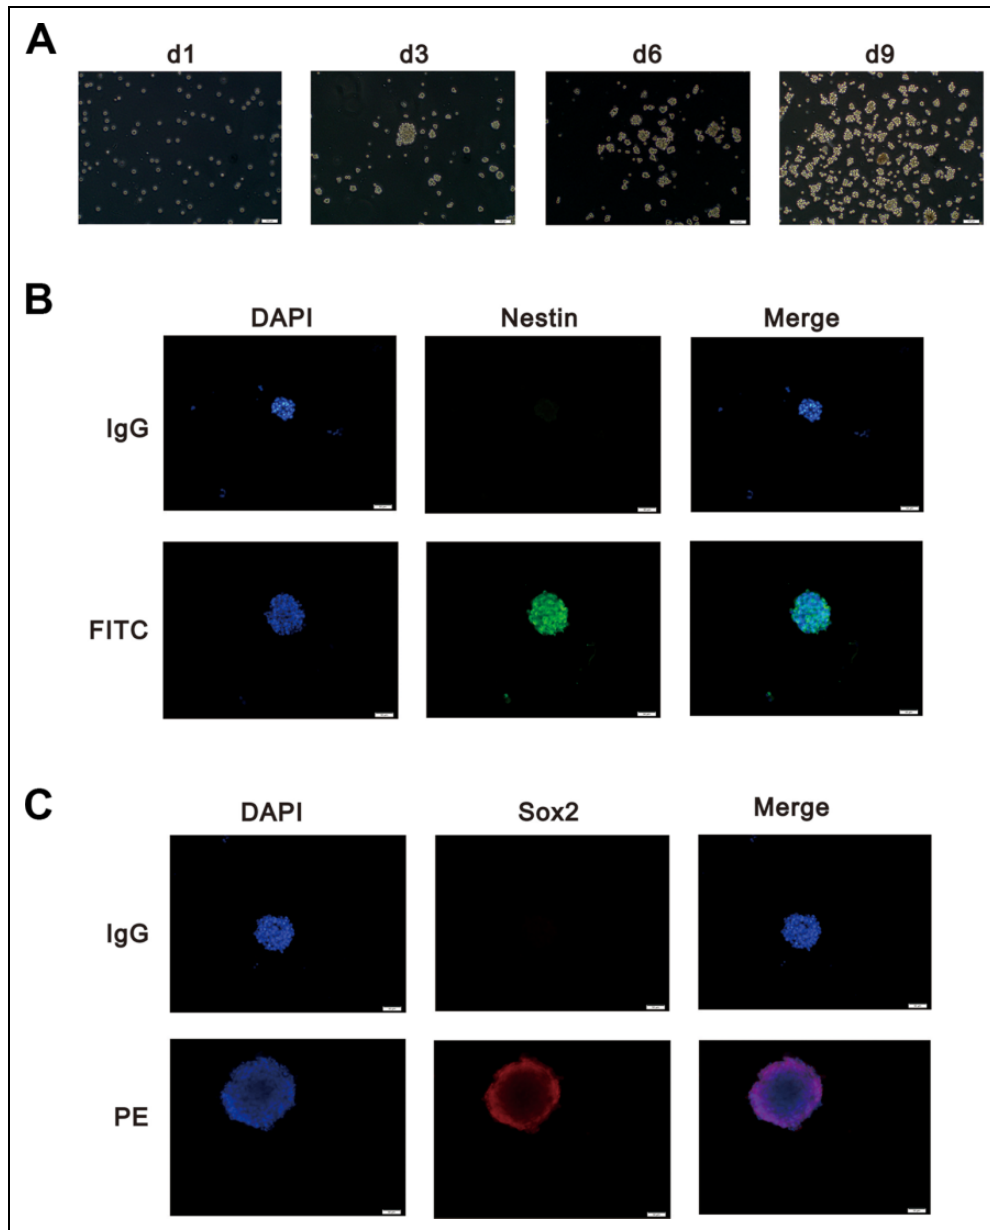 A
d1 d3 d6 d9
B
DAPI Nestin Merge
IgG
FITC
C
DAPI Sox2 Merge
IgG
PE